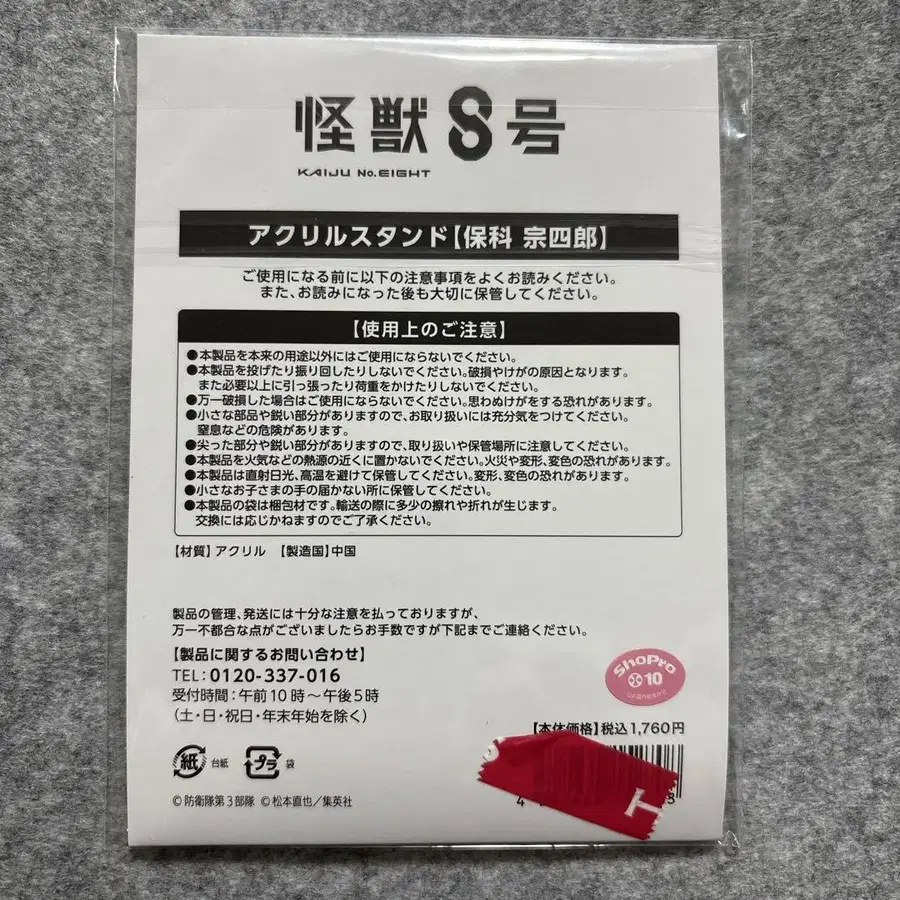 怪獣8号
KAIJU No.EIGHT
アクリルスタンド【保科 宗四郎】
ご使用になる前に以下の注意事項をよくお読みください。
また、お読みになった後も大切に保管してください。
【使用上のご注意】
●本製品を本来の用途以外にはご使用にならないでください。
●本製品を投げたり振り回したりしないでください。破損やけがの原因となります。
また必要以上に引っ張ったり荷重をかけたりしないでください。
●万一破損した場合はご使用にならないでください。思わぬけがをする恐れがあります。
●小さな部品や鋭い部分がありますので、お取り扱いには充分気をつけてください。
窒息などの危険があります。
●尖った部分や鋭い部分がありますので、取り扱いや保管場所に注意してください。
●本製品を火気などの熱源の近くに置かないでください。火災や変形、変色の恐れがあります。
●本製品は直射日光、高温を避けて保管してください。変形、変色の恐れがあります。
●小さなお子さまの手の届かない所に保管してください。
●本製品の袋は梱包材です。輸送の際に多少の擦れや折れが生じます。
交換には応じかねますのでご了承ください。
【材質】アクリル 【製造国】中国
製品の管理、発送には十分な注意を払っておりますが、
万一不都合な点がございましたらお手数ですが下記までご連絡ください。
【製品に関するお問い合わせ】
TEL:0120-337-016
受付時間:午前10時~午後5時
(土・日・祝日・年末年始を除く)
ShoPro
10
【本体価格】税込1,760円
紙 台紙 プラ 袋
4
T
©防衛隊第3部隊 ©松本直也/集英社